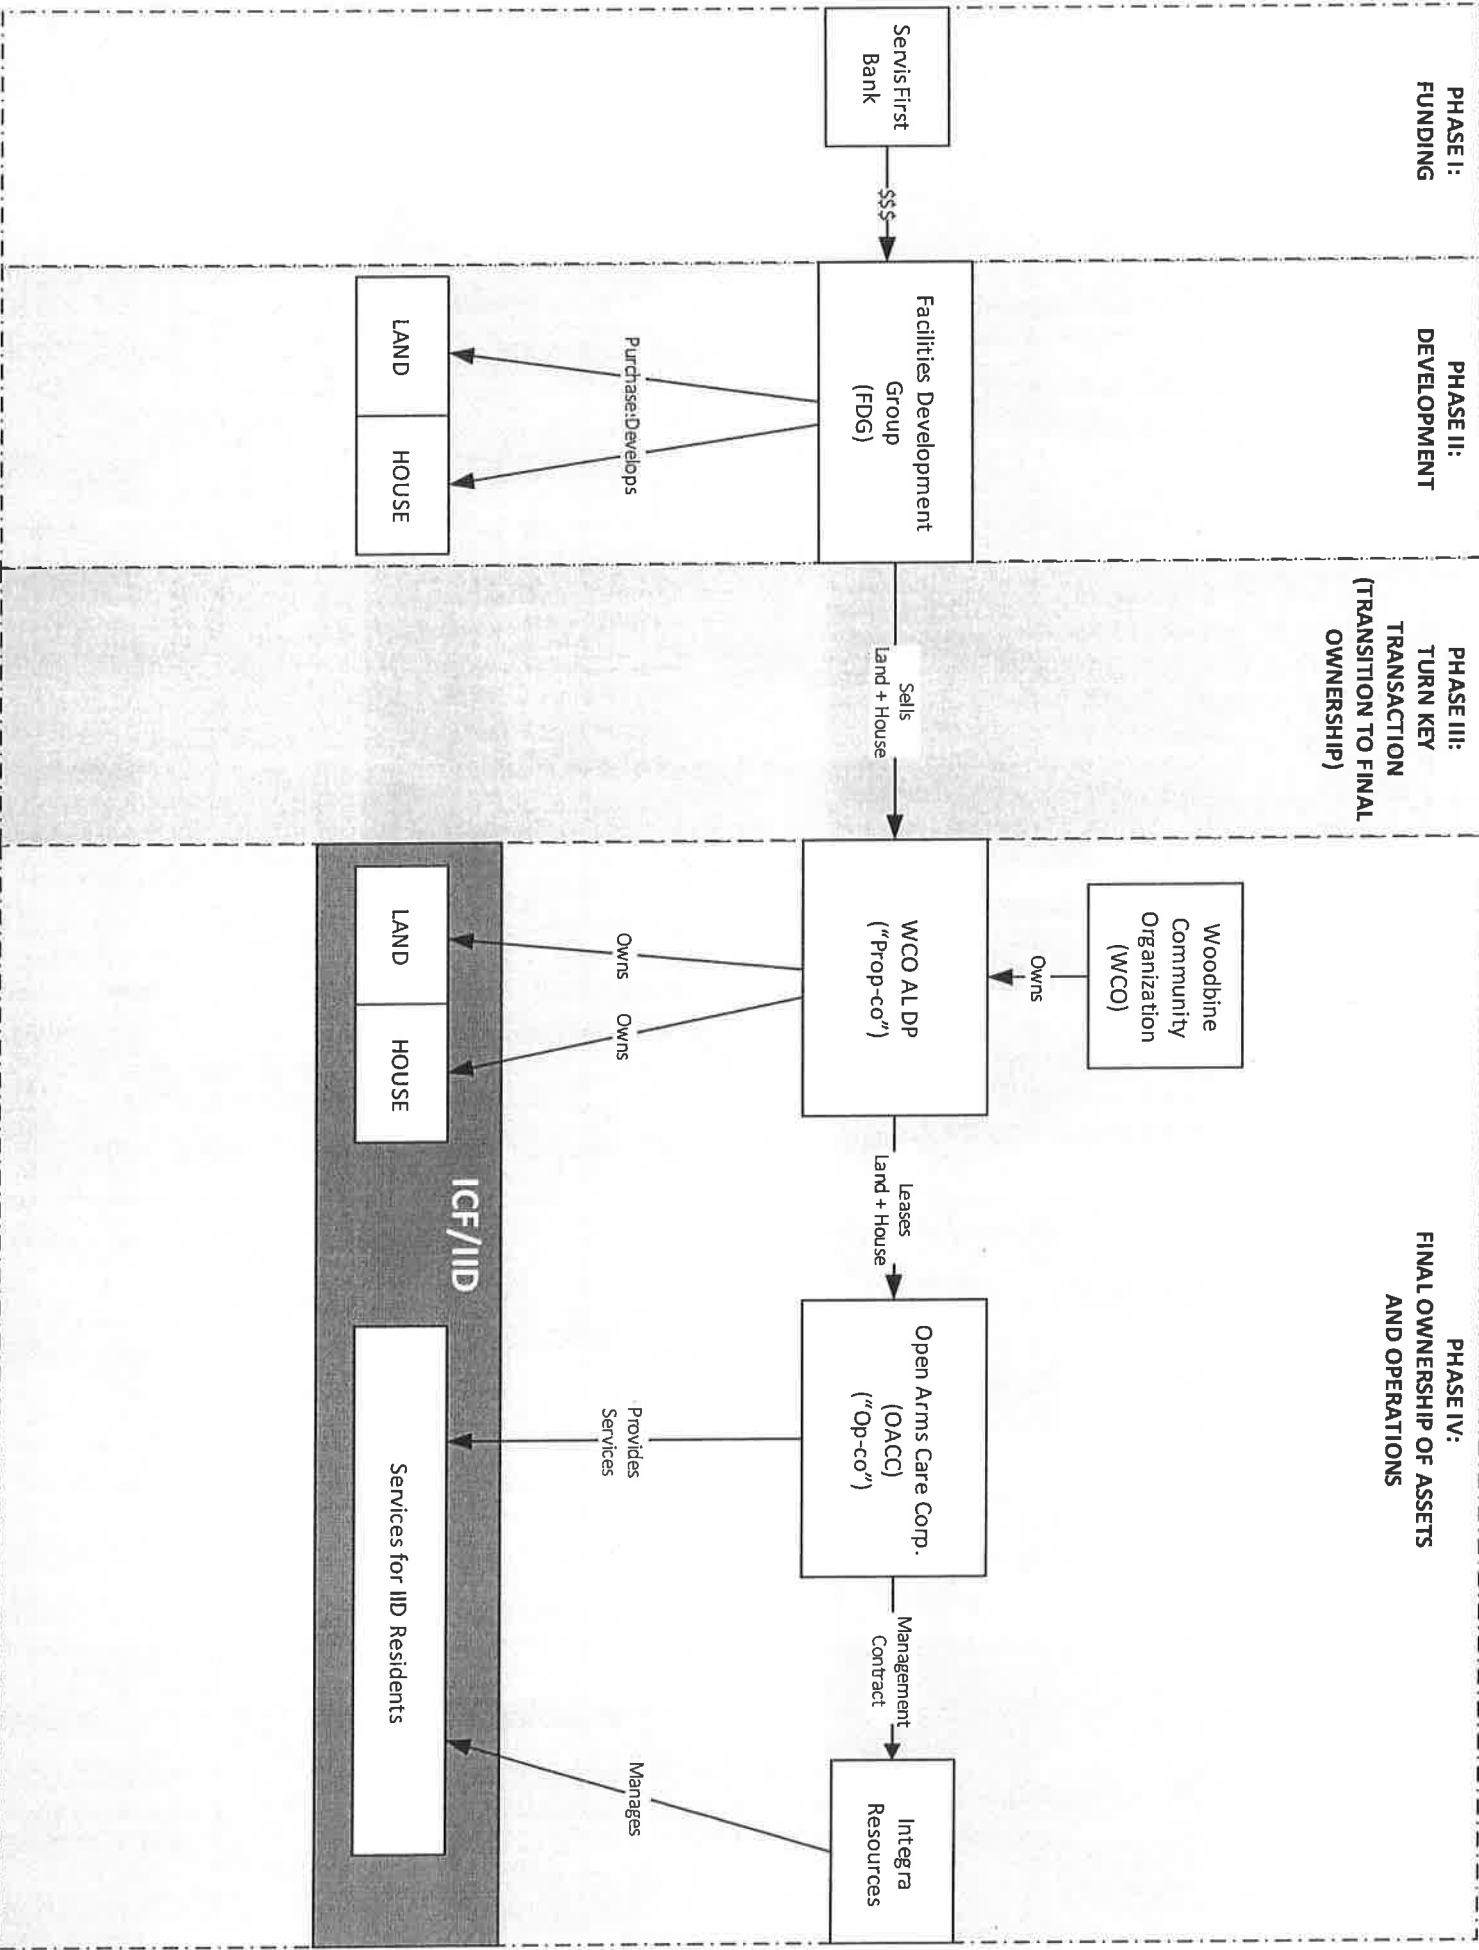 PHASE I:
FUNDING
PHASE II:
DEVELOPMENT
PHASE III:
TURN KEY
TRANSACTION
(TRANSITION TO FINAL
OWNERSHIP)
PHASE IV:
FINAL OWNERSHIP OF ASSETS
AND OPERATIONS
Woodbine
Community
Organization
(WCO)
Owns
ServisFirst
Bank
$$$
Facilities Development
Group
(FDG)
Sells
Land + House
WCO AL DP
("Prop-co")
Leases
Land + House
Open Arms Care Corp.
(OACC)
("Op-co")
Management
Contract
Integra
Resources
Purchase:Develops
Owns
Owns
Provides
Services
Manages
ICF/IID
LAND
HOUSE
LAND
HOUSE
Services for IID Residents